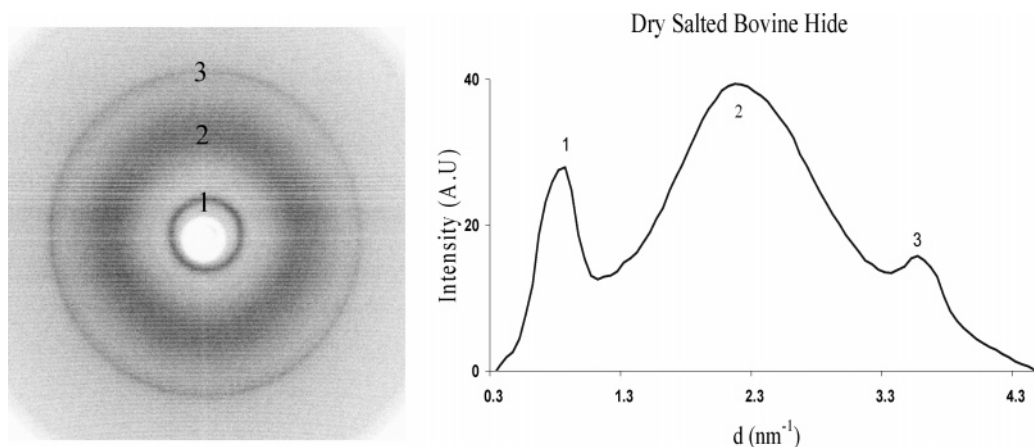 3
2
1
Dry Salted Bovine Hide
Intensity (A.U)
40
20
0
1
2
3
0.3 1.3 2.3 3.3 4.3
d (nm⁻¹)